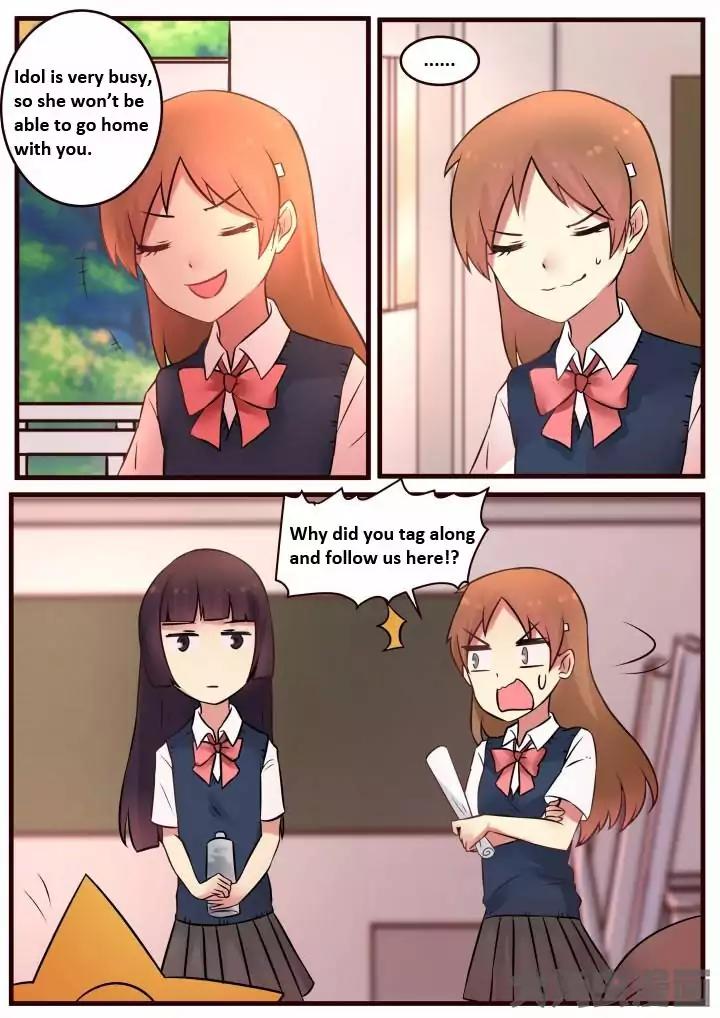 Idol is very busy,
so she won't be
able to go home
with you.
......
Why did you tag along
and follow us here!?